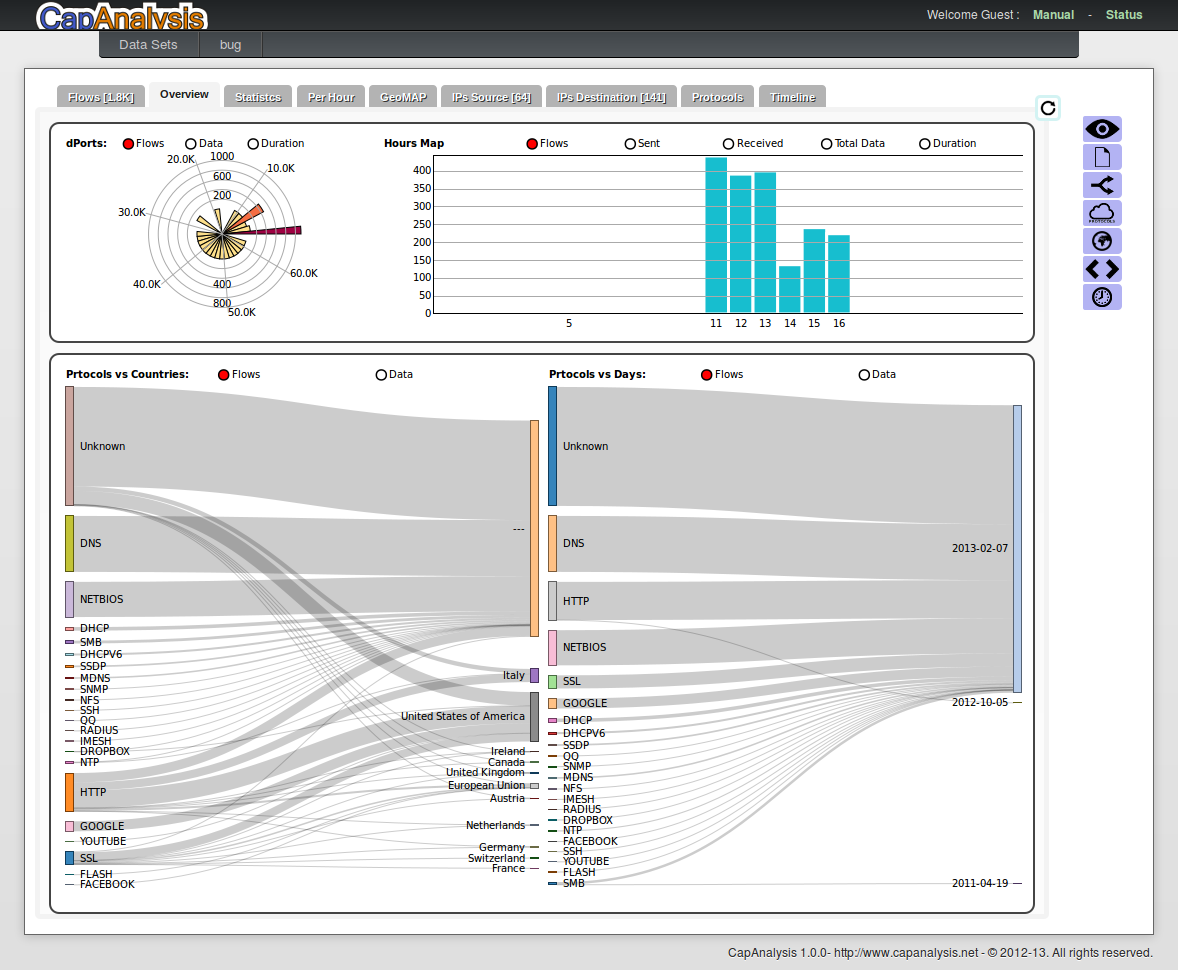 CapAnalysis
Welcome Guest : Manual - Status
Data Sets bug
Flows [1.8K] Overview Statistcs Per Hour GeoMAP IPs Source [64] IPs Destination [141] Protocols Timeline
dPorts: Flows Data Duration
1000
20.0K
10.0K
600
200
30.0K
60.0K
40.0K
400
800
50.0K
Hours Map Flows Sent Received Total Data Duration
400
350
300
250
200
150
100
50
0
5 11 12 13 14 15 16
PROTOCOLS
Prtocols vs Countries: Flows Data
Unknown
DNS
NETBIOS
DHCP
SMB
DHCPV6
SSDP
MDNS
SNMP
NFS
SSH
QQ
RADIUS
IMESH
DROPBOX
NTP
HTTP
GOOGLE
YOUTUBE
SSL
FLASH
FACEBOOK
---
Italy
United States of America
Ireland
Canada
United Kingdom
European Union
Austria
Netherlands
Germany
Switzerland
France
Prtocols vs Days: Flows Data
Unknown
DNS
HTTP
NETBIOS
SSL
GOOGLE
DHCP
DHCPV6
SSDP
QQ
SNMP
MDNS
NFS
IMESH
RADIUS
DROPBOX
NTP
FACEBOOK
SSH
YOUTUBE
FLASH
SMB
2013-02-07
2012-10-05
2011-04-19
CapAnalysis 1.0.0- http://www.capanalysis.net - © 2012-13. All rights reserved.